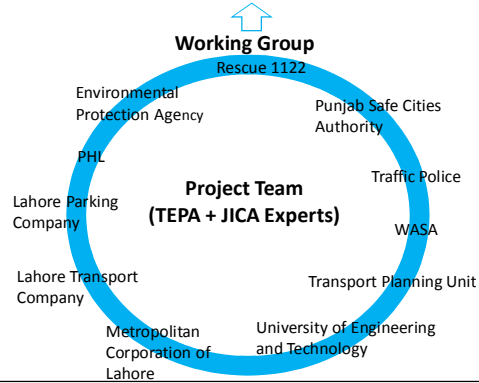 Working Group
Rescue 1122
Environmental
Protection Agency
Punjab Safe Cities
Authority
PHL
Traffic Police
Lahore Parking
Company
Project Team
(TEPA + JICA Experts)
WASA
Lahore Transport
Company
Transport Planning Unit
Metropolitan
Corporation of
Lahore
University of Engineering
and Technology